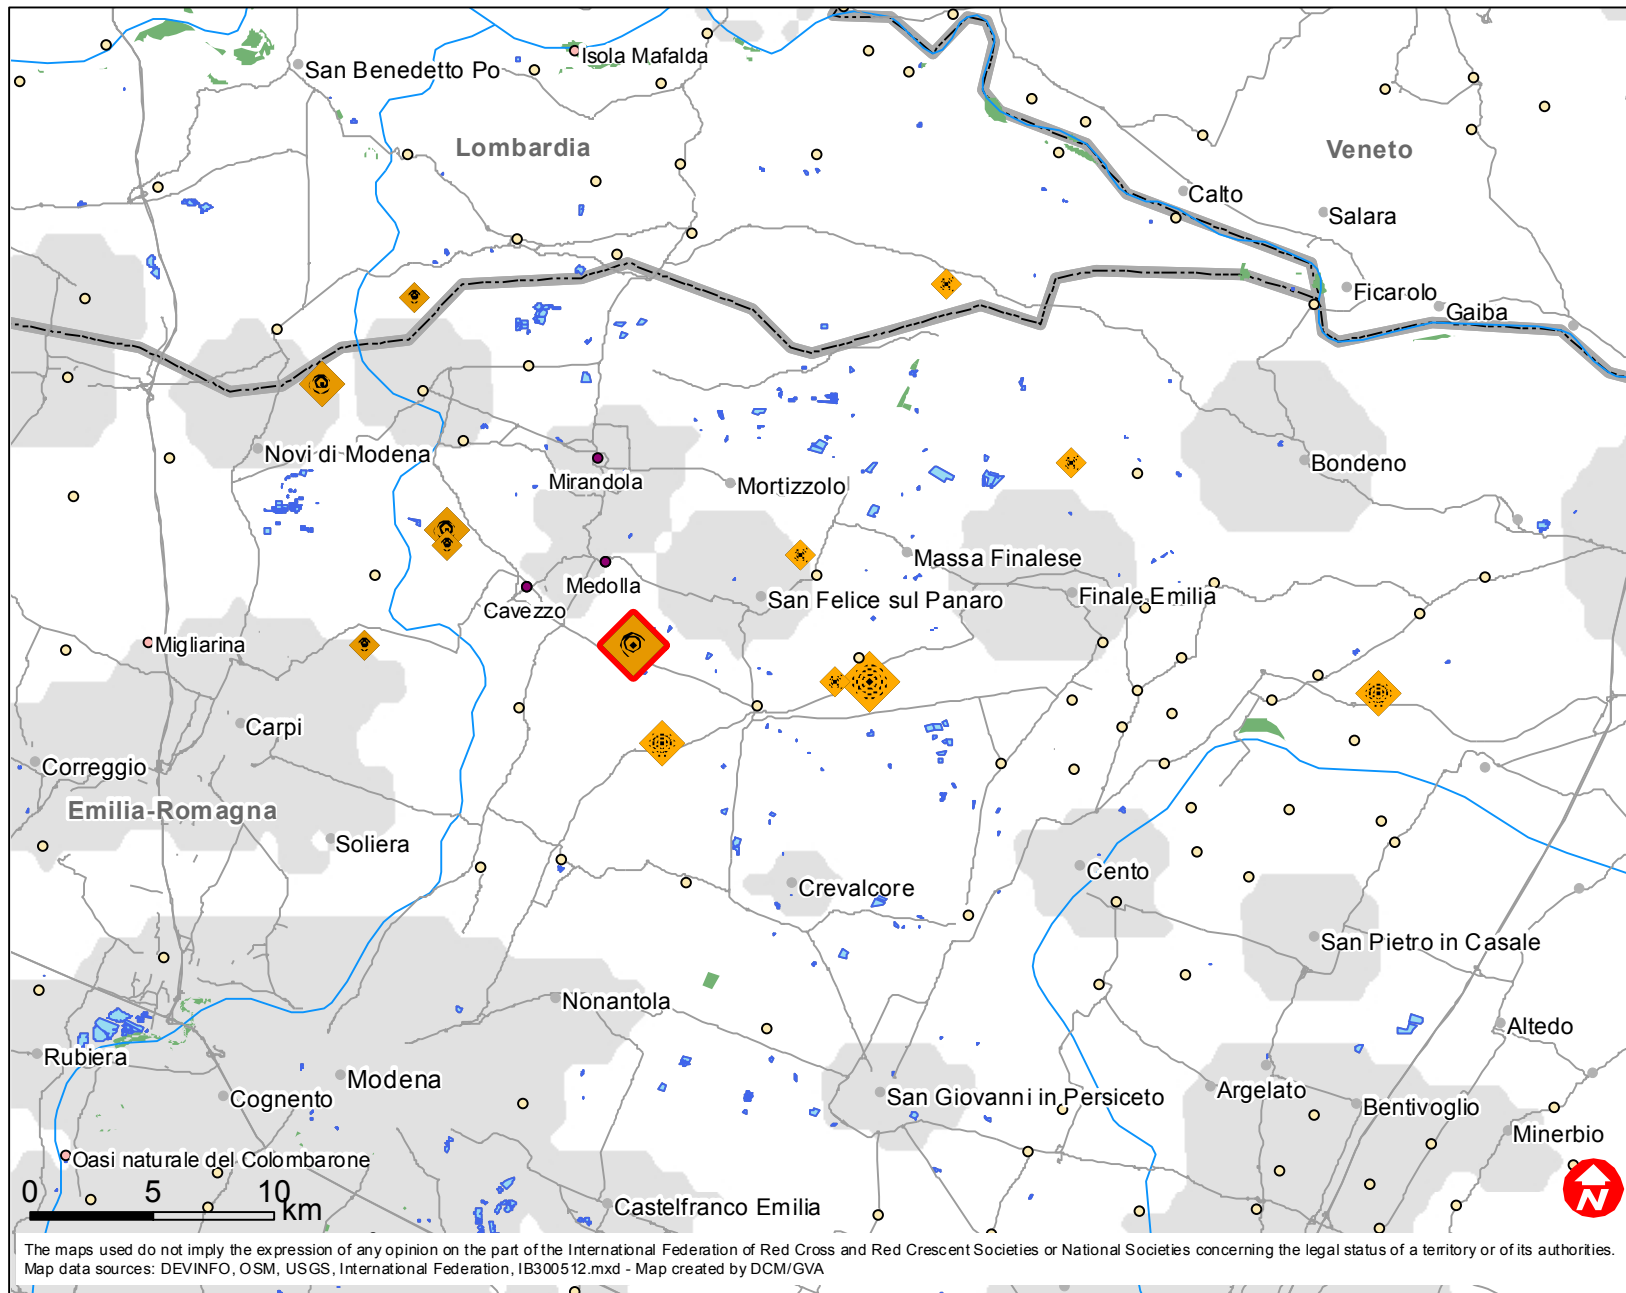 Isola Mafalda
San Benedetto Po
Lombardia
Veneto
Calto
Salara
Ficarolo
Gaiba
Novi di Modena
Mirandola
Mortizzolo
Bondeno
Massa Finalese
Medolla
Cavezzo
San Felice sul Panaro
Finale Emilia
Migliarina
Carpi
Correggio
Emilia-Romagna
Soliera
Crevalcore
Cento
San Pietro in Casale
Nonantola
Altedo
Rubiera
Modena
Cognento
San Giovanni in Persiceto
Argelato
Bentivoglio
Minerbio
Oasi naturale del Colombarone
0 5 10 km
Castelfranco Emilia
N
The maps used do not imply the expression of any opinion on the part of the International Federation of Red Cross and Red Crescent Societies or National Societies concerning the legal status of a territory or of its authorities.
Map data sources: DEVINFO, OSM, USGS, International Federation, IB300512.mxd - Map created by DCM/GVA